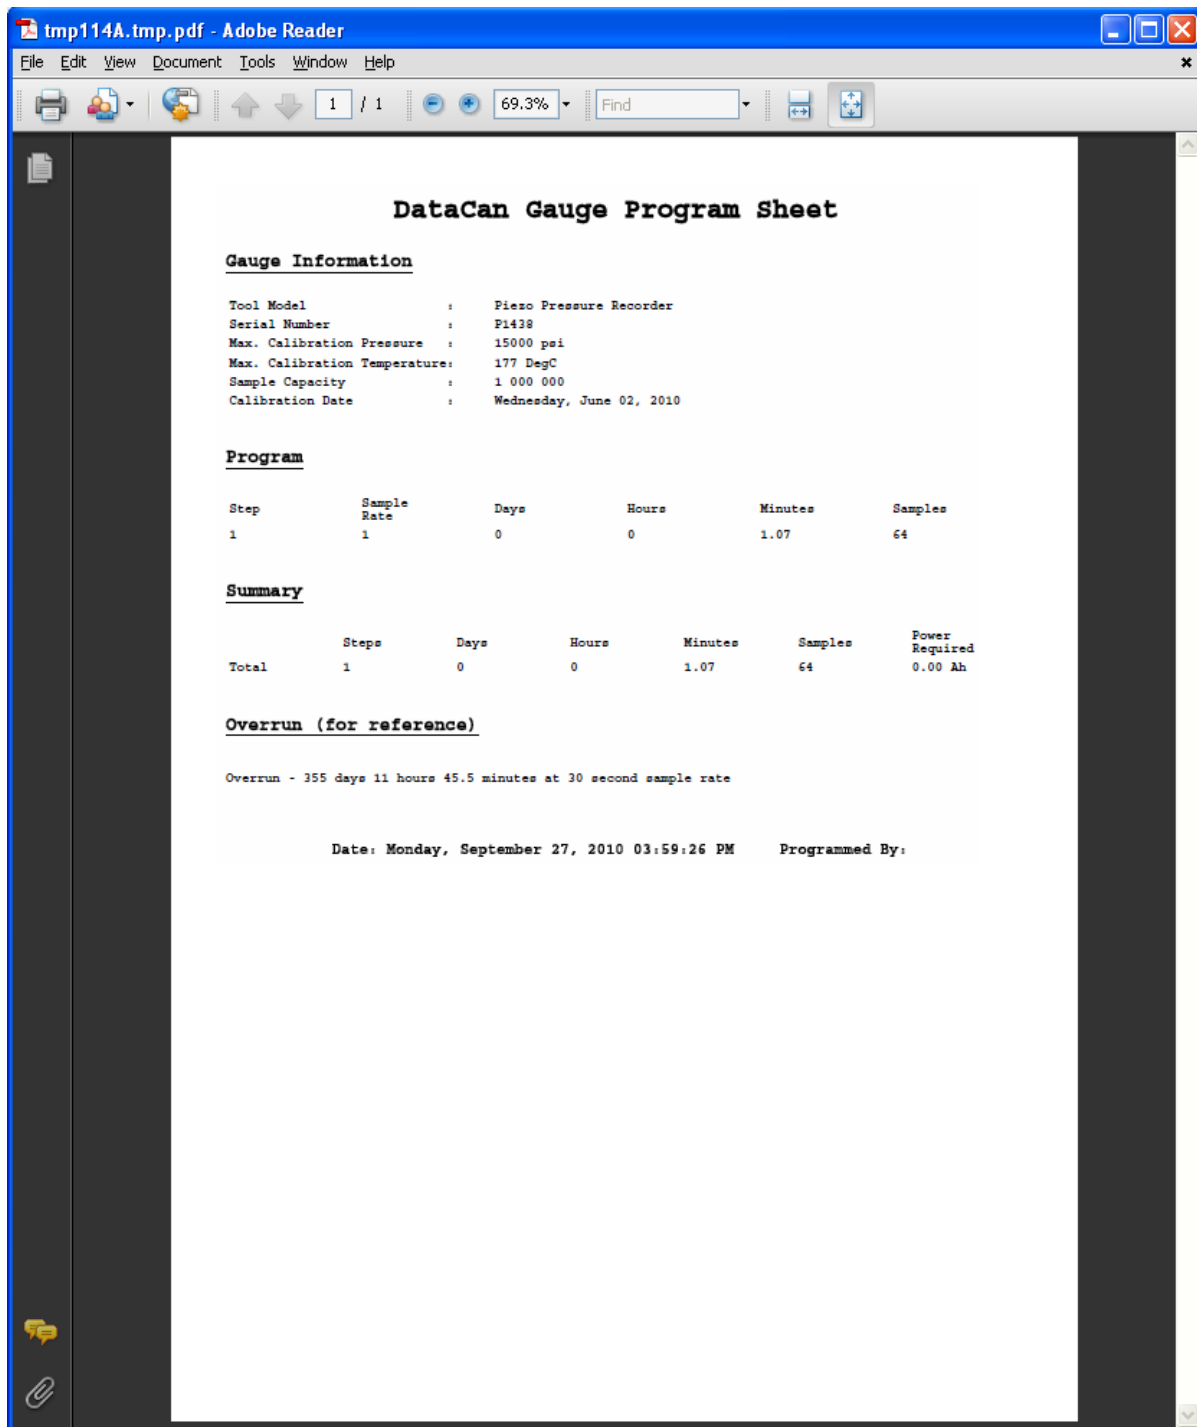 tmp114A.tmp.pdf - Adobe Reader
File Edit View Document Tools Window Help
1 / 1 69.3% Find
DataCan Gauge Program Sheet
Gauge Information
Tool Model : Piezo Pressure Recorder
Serial Number : P1438
Max. Calibration Pressure : 15000 psi
Max. Calibration Temperature: 177 DegC
Sample Capacity : 1 000 000
Calibration Date : Wednesday, June 02, 2010
Program
Step Sample Rate Days Hours Minutes Samples
1 1 0 0 1.07 64
Summary
Steps Days Hours Minutes Samples Power Required
Total 1 0 0 1.07 64 0.00 Ah
Overrun (for reference)
Overrun - 355 days 11 hours 45.5 minutes at 30 second sample rate
Date: Monday, September 27, 2010 03:59:26 PM Programmed By: